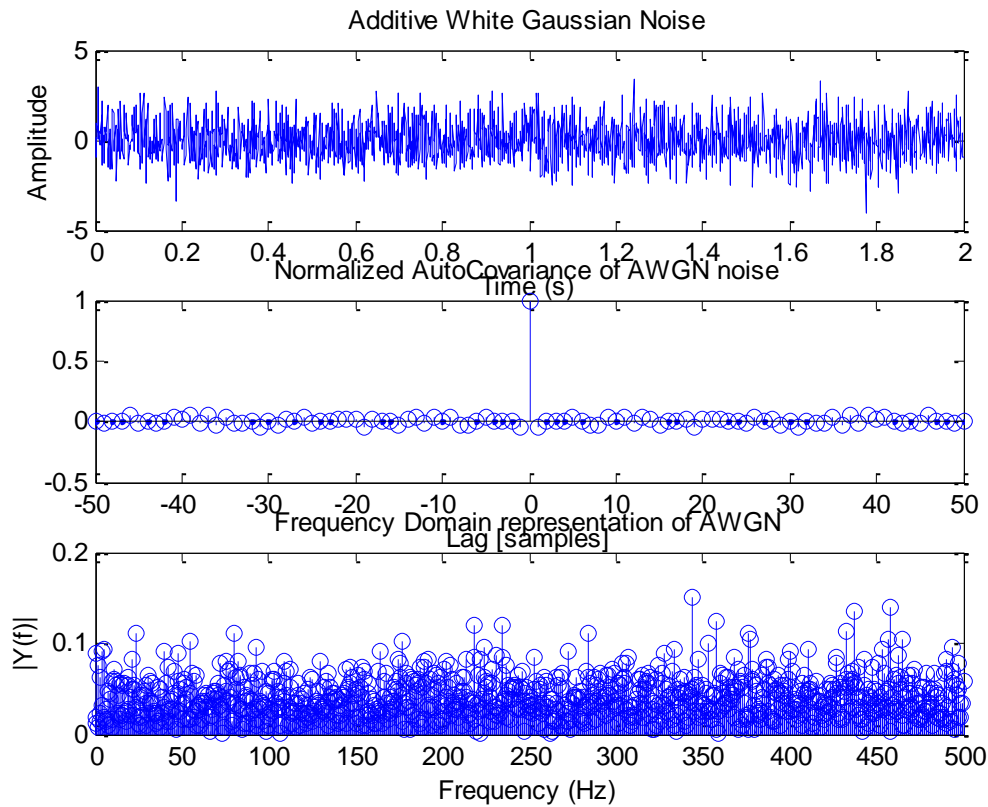 Additive White Gaussian Noise
5
0
-5
Amplitude
0 0.2 0.4 0.6 0.8 1 1.2 1.4 1.6 1.8 2
Time (s)
Normalized AutoCovariance of AWGN noise
1
0.5
0
-0.5
-50 -40 -30 -20 -10 0 10 20 30 40 50
Lag [samples]
Frequency Domain representation of AWGN
0.2
0.1
0
|Y(f)|
0 50 100 150 200 250 300 350 400 450 500
Frequency (Hz)